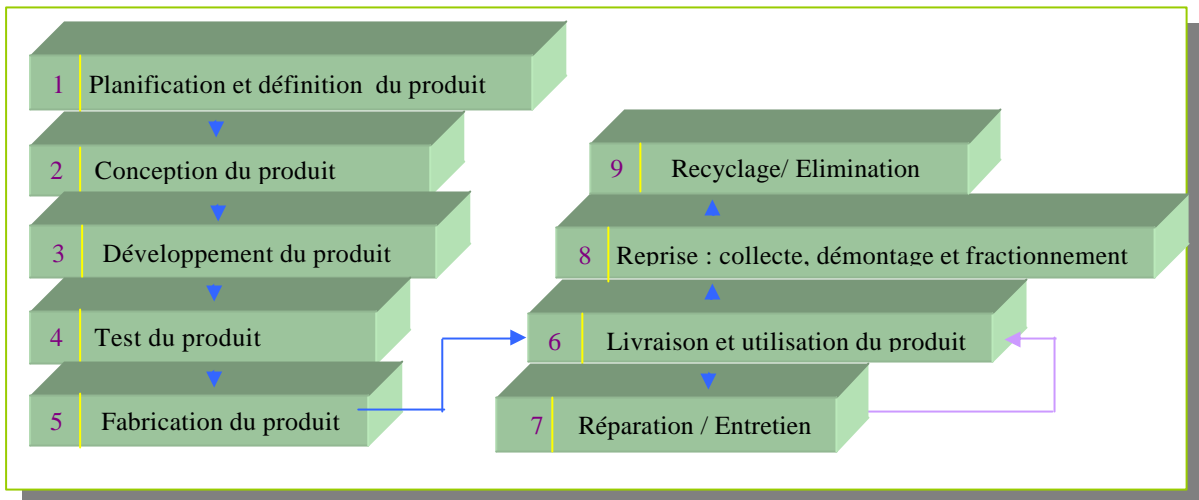 1 Planification et définition du produit
2 Conception du produit
3 Développement du produit
4 Test du produit
5 Fabrication du produit
9 Recyclage/ Elimination
8 Reprise : collecte, démontage et fractionnement
6 Livraison et utilisation du produit
7 Réparation / Entretien